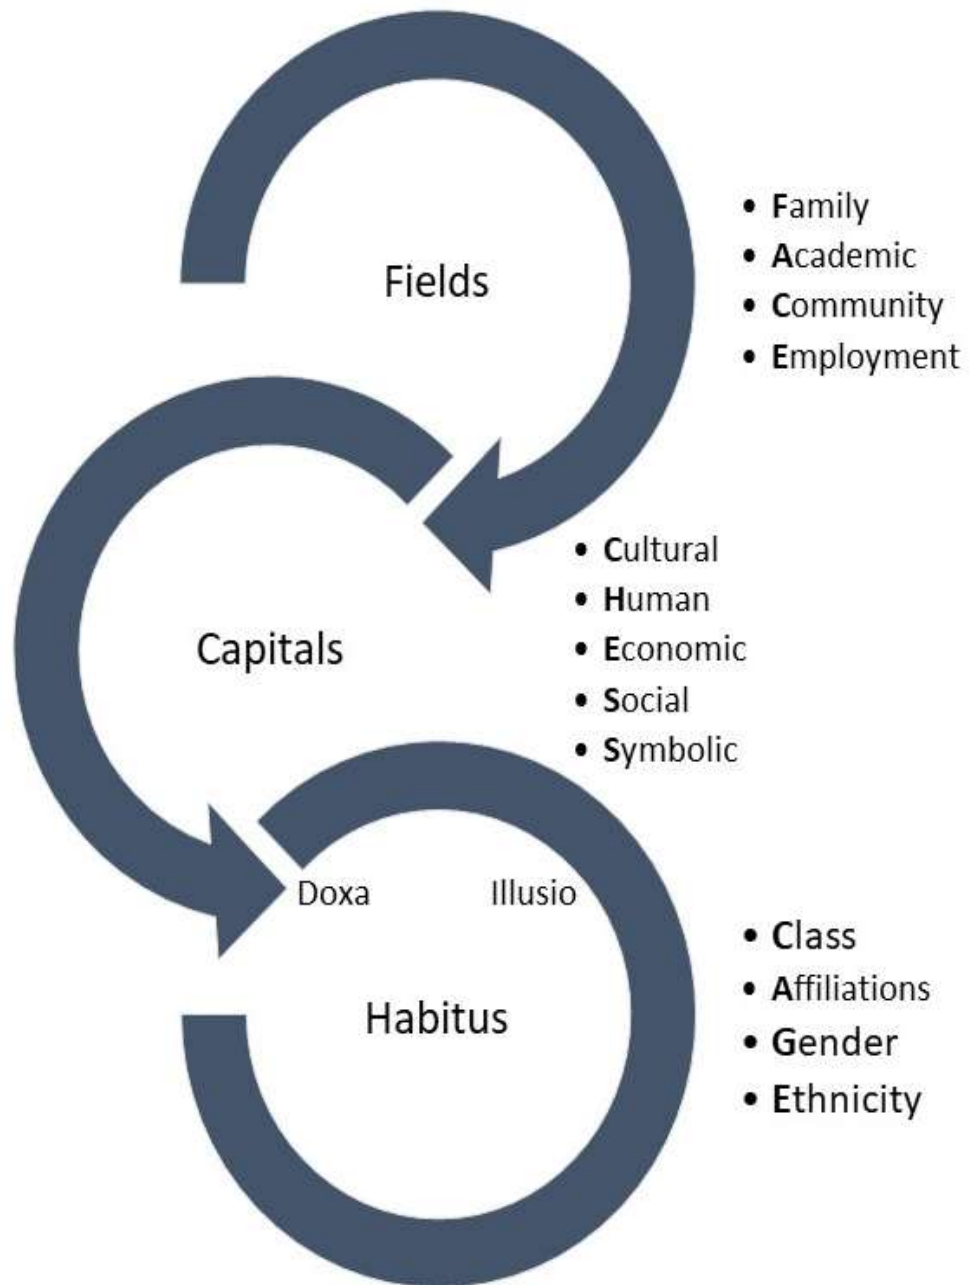 Fields
• Family
• Academic
• Community
• Employment
Capitals
• Cultural
• Human
• Economic
• Social
• Symbolic
Doxa Illusio
Habitus
• Class
• Affiliations
• Gender
• Ethnicity